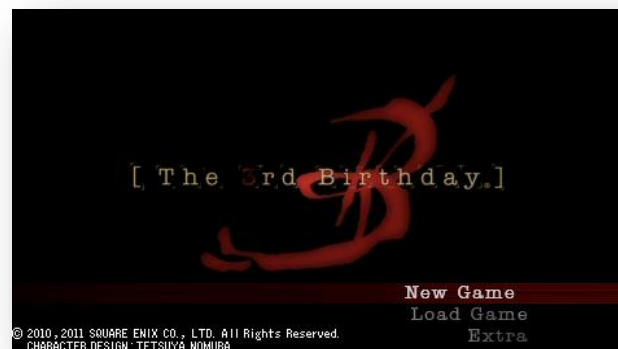 [ The 3rd Birthday.]
New Game
Load Game
Extra
© 2010, 2011 SQUARE ENIX CO., LTD. All Rights Reserved.
CHARACTER DESIGN: TETSUYA NOMURA